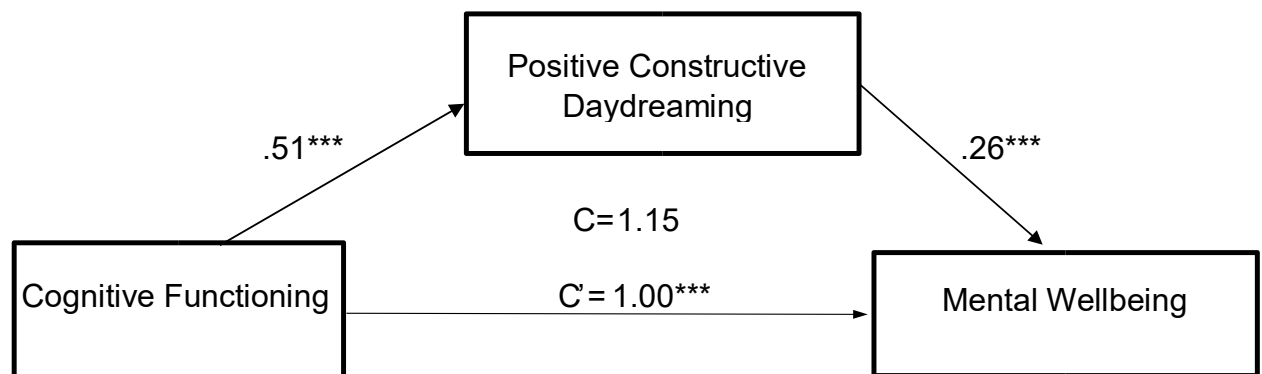 Positive Constructive
Daydreaming
.51***
.26***
C=1.15
Cognitive Functioning
C'= 1.00***
Mental Wellbeing